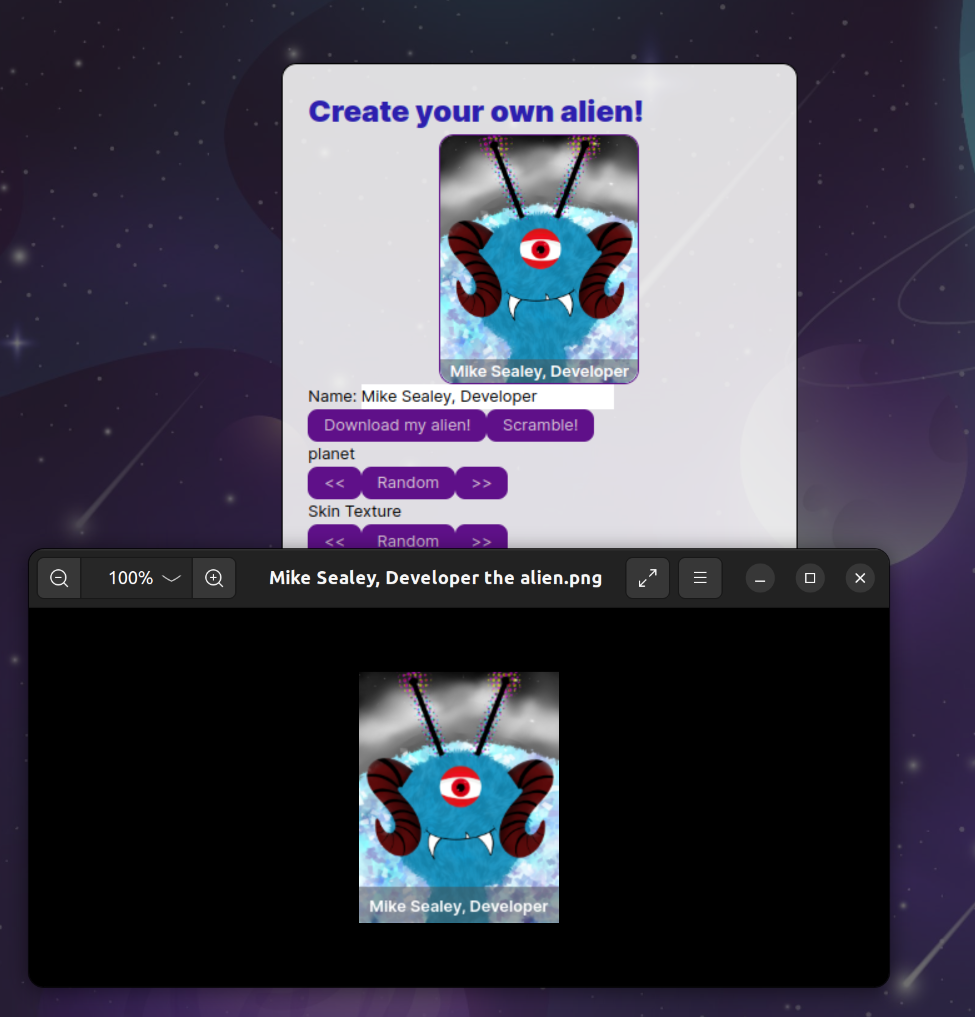 Create your own alien!
Mike Sealey, Developer
Name: Mike Sealey, Developer
Download my alien! Scramble!
planet
<< Random >>
Skin Texture
<< Random >>
100% Mike Sealey, Developer the alien.png
Mike Sealey, Developer